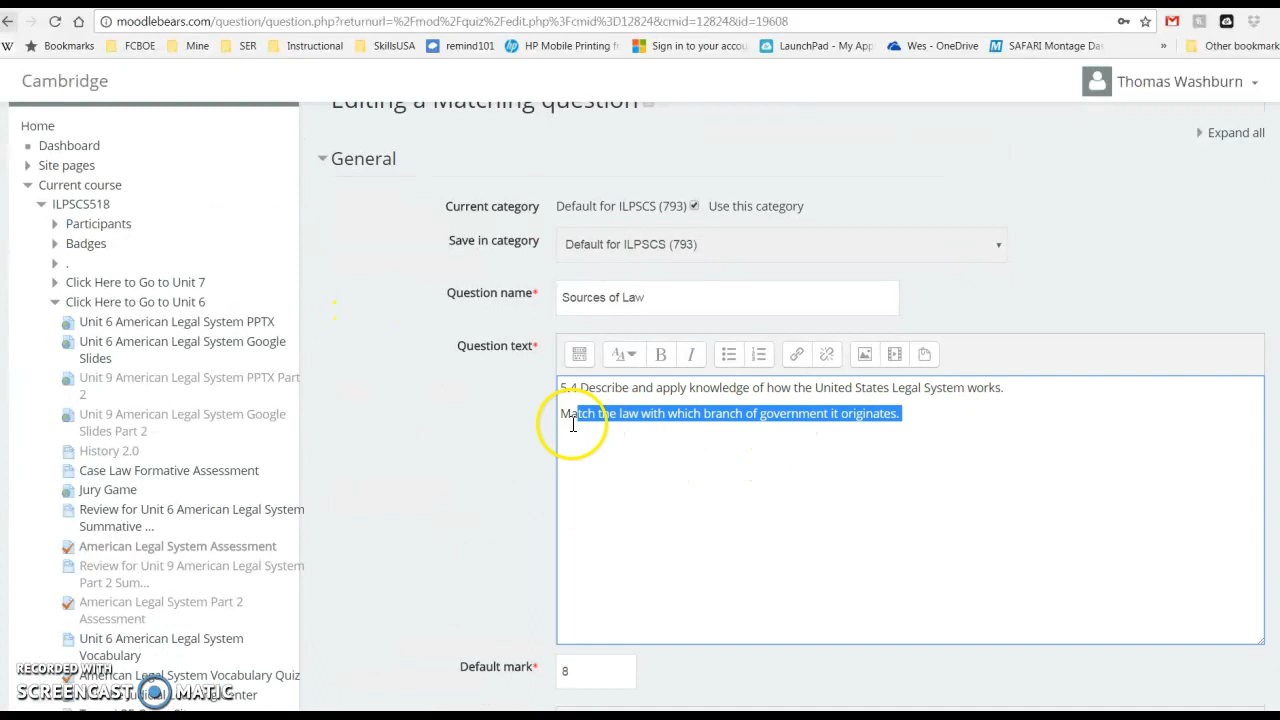 moodlebears.com/question/question.php?returnurl=%2Fmod%2Fquiz%2Fedit.php%3Fcmid%3D12824&cmid=12824&id=19608
W Bookmarks FCBOE Mine SER Instructional SkillsUSA remind101 HP Mobile Printing f Sign in to your accou LaunchPad - My App Wes - OneDrive SAFARI Montage Das » Other bookmark
Cambridge
Thomas Washburn
Editing a Matching question
Expand all
General
Current category Default for ILPSCS (793) Use this category
Save in category Default for ILPSCS (793)
Question name* Sources of Law
Question text*
5.4 Describe and apply knowledge of how the United States Legal System works.
Match the law with which branch of government it originates.
Default mark* 8
Home
Dashboard
Site pages
Current course
ILPSCS518
Participants
Badges
.
Click Here to Go to Unit 7
Click Here to Go to Unit 6
Unit 6 American Legal System PPTX
Unit 6 American Legal System Google
Slides
Unit 9 American Legal System PPTX Part
2
Unit 9 American Legal System Google
Slides Part 2
History 2.0
Case Law Formative Assessment
Jury Game
Review for Unit 6 American Legal System
Summative ...
American Legal System Assessment
Review for Unit 9 American Legal System
Part 2 Sum...
American Legal System Part 2
Assessment
Unit 6 American Legal System
Vocabulary
American Legal System Vocabulary Quiz
Judicial Learning Center
RECORDED WITH
SCREENCAST MATIC